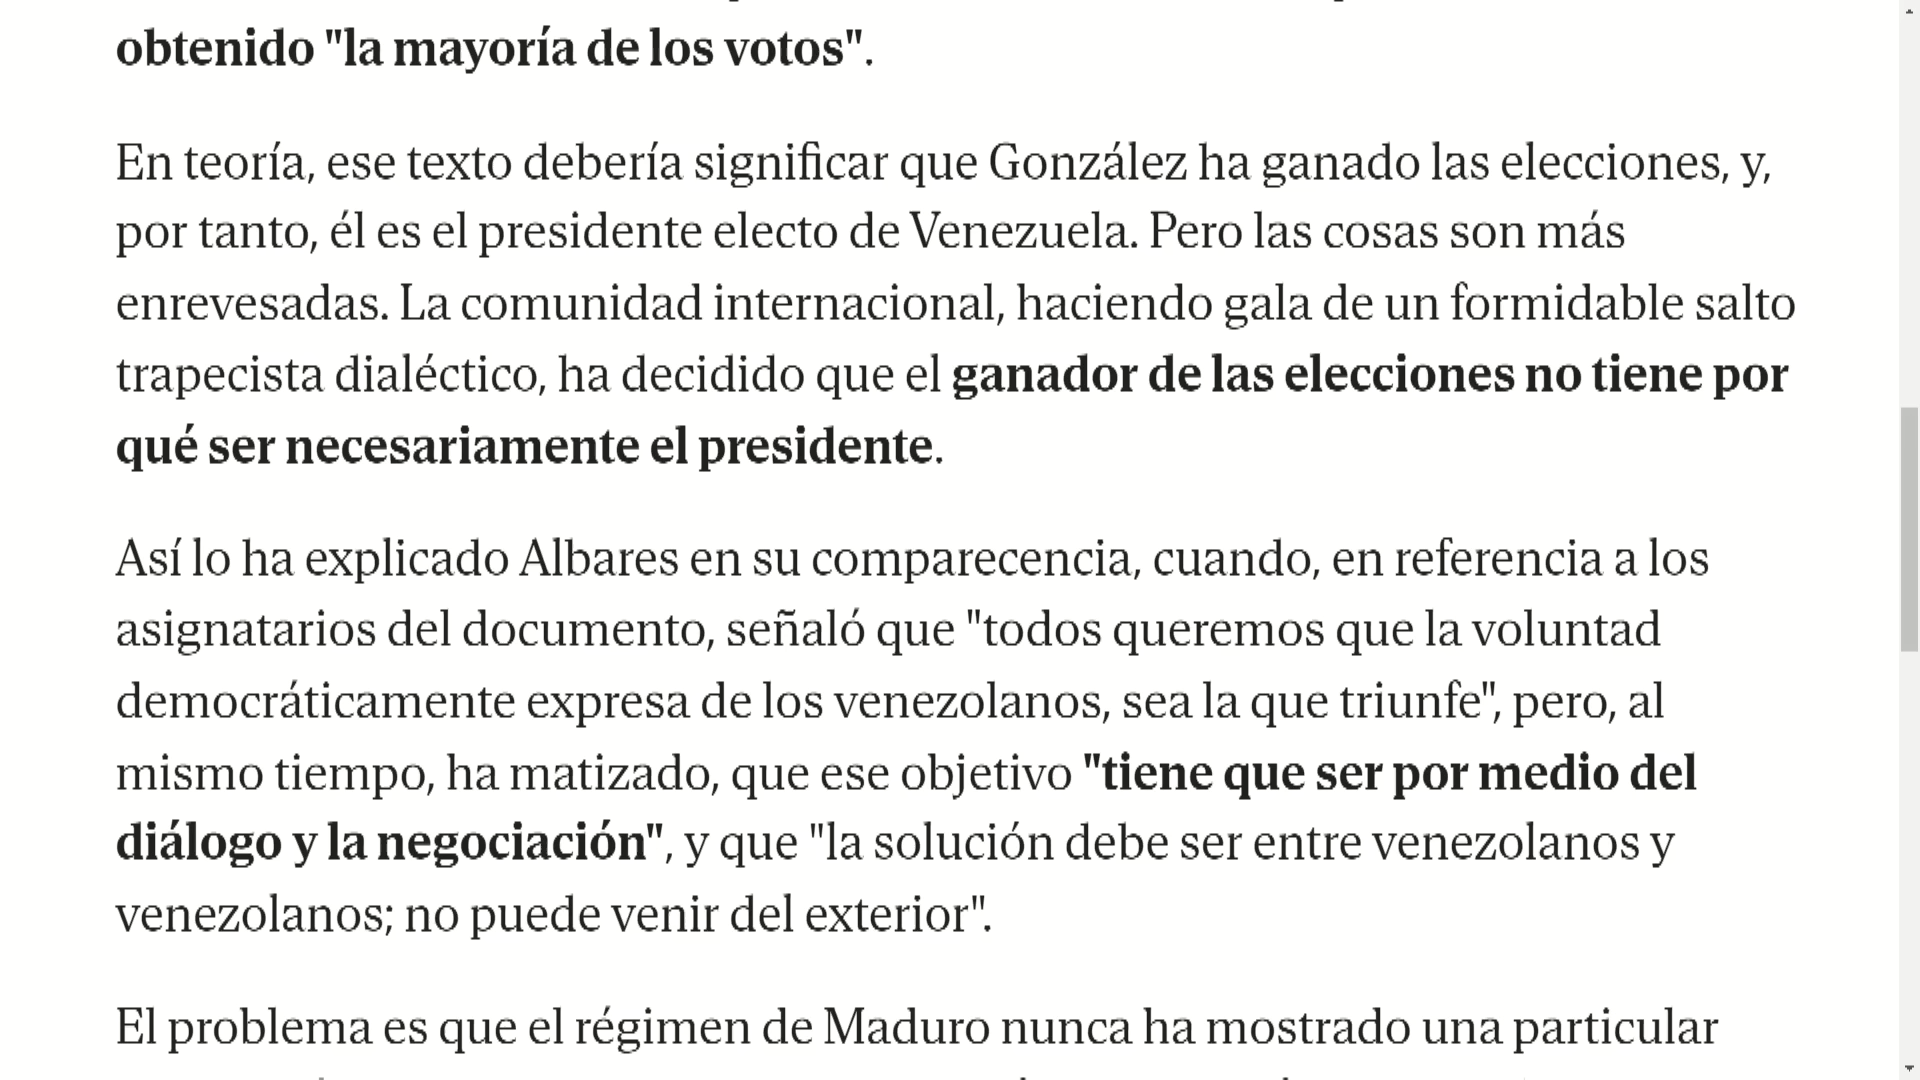 obtenido "la mayoría de los votos".
En teoría, ese texto debería significar que González ha ganado las elecciones, y,
por tanto, él es el presidente electo de Venezuela. Pero las cosas son más
enrevesadas. La comunidad internacional, haciendo gala de un formidable salto
trapecista dialéctico, ha decidido que el ganador de las elecciones no tiene por
qué ser necesariamente el presidente.
Así lo ha explicado Albares en su comparecencia, cuando, en referencia a los
asignatarios del documento, señaló que "todos queremos que la voluntad
democráticamente expresa de los venezolanos, sea la que triunfe", pero, al
mismo tiempo, ha matizado, que ese objetivo "tiene que ser por medio del
diálogo y la negociación", y que "la solución debe ser entre venezolanos y
venezolanos; no puede venir del exterior".
El problema es que el régimen de Maduro nunca ha mostrado una particular